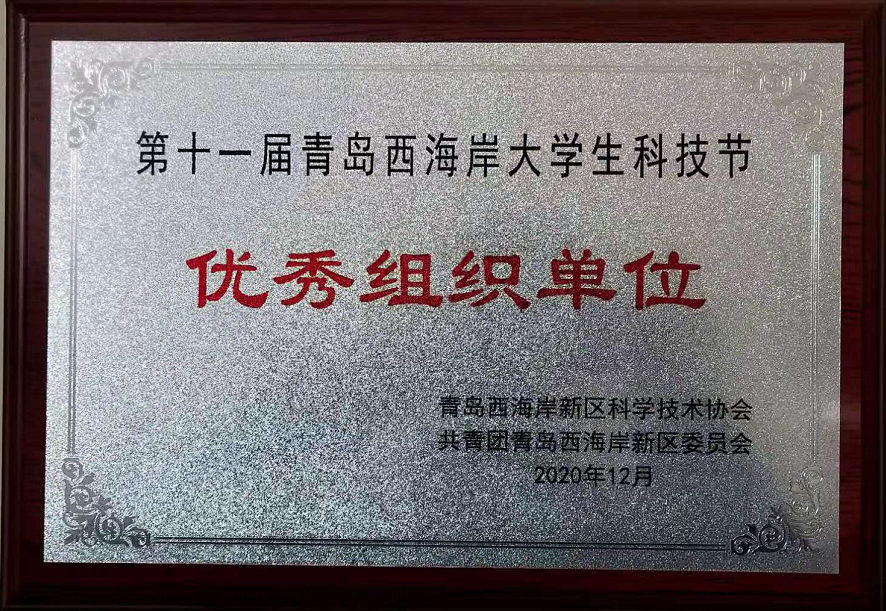 第十一届青岛西海岸大学生科技节
优秀组织单位
青岛西海岸新区科学技术协会
共青团青岛西海岸新区委员会
2020年12月